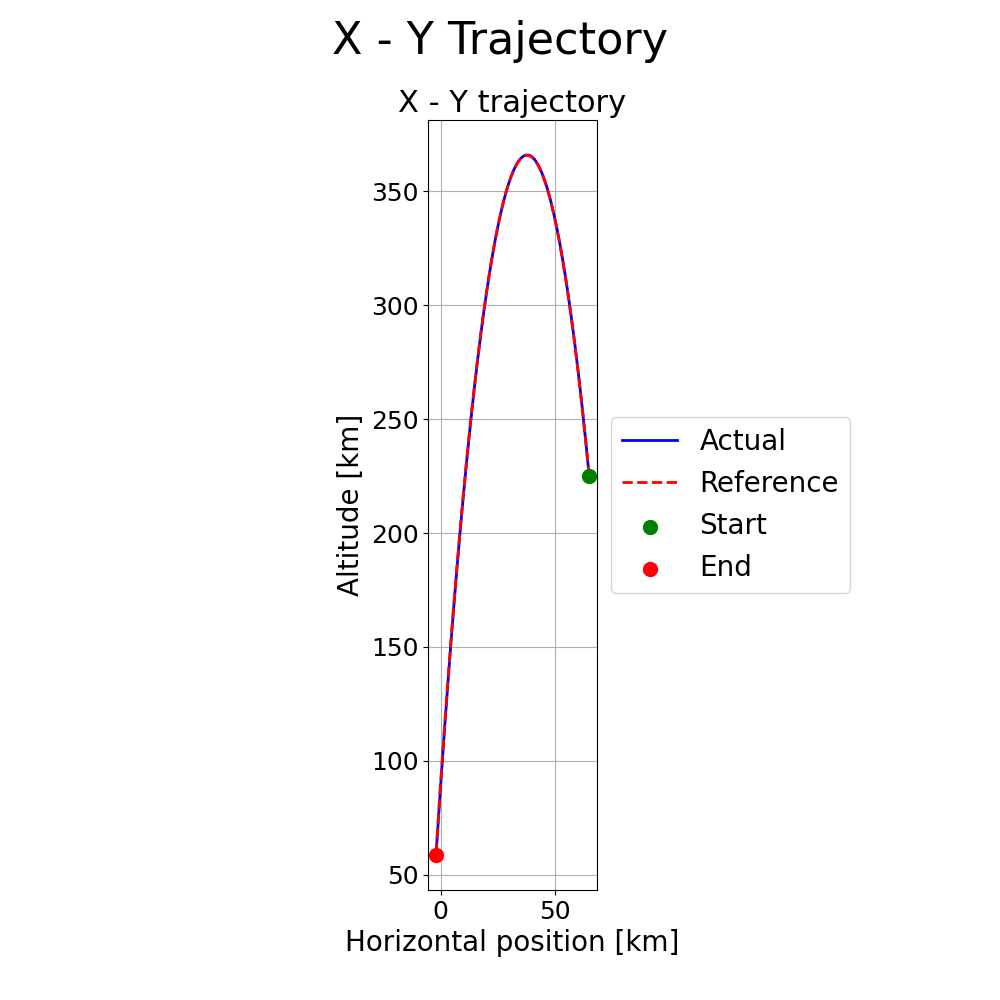 X - Y Trajectory
X - Y trajectory
350
300
250
200
150
100
50
0
50
Altitude [km]
Horizontal position [km]
Actual
Reference
Start
End